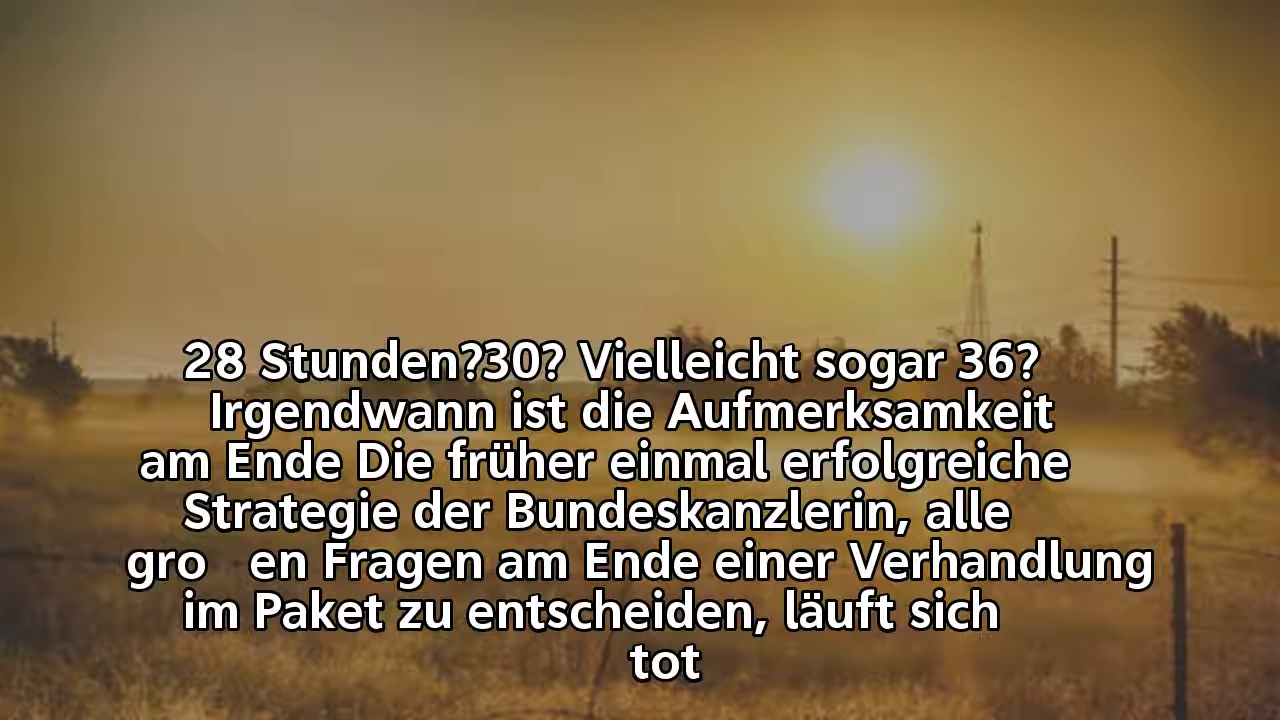 28 Stunden?30? Vielleicht sogar 36?
Irgendwann ist die Aufmerksamkeit
am Ende Die früher einmal erfolgreiche
Strategie der Bundeskanzlerin, alle
gro en Fragen am Ende einer Verhandlung
im Paket zu entscheiden, läuft sich
tot